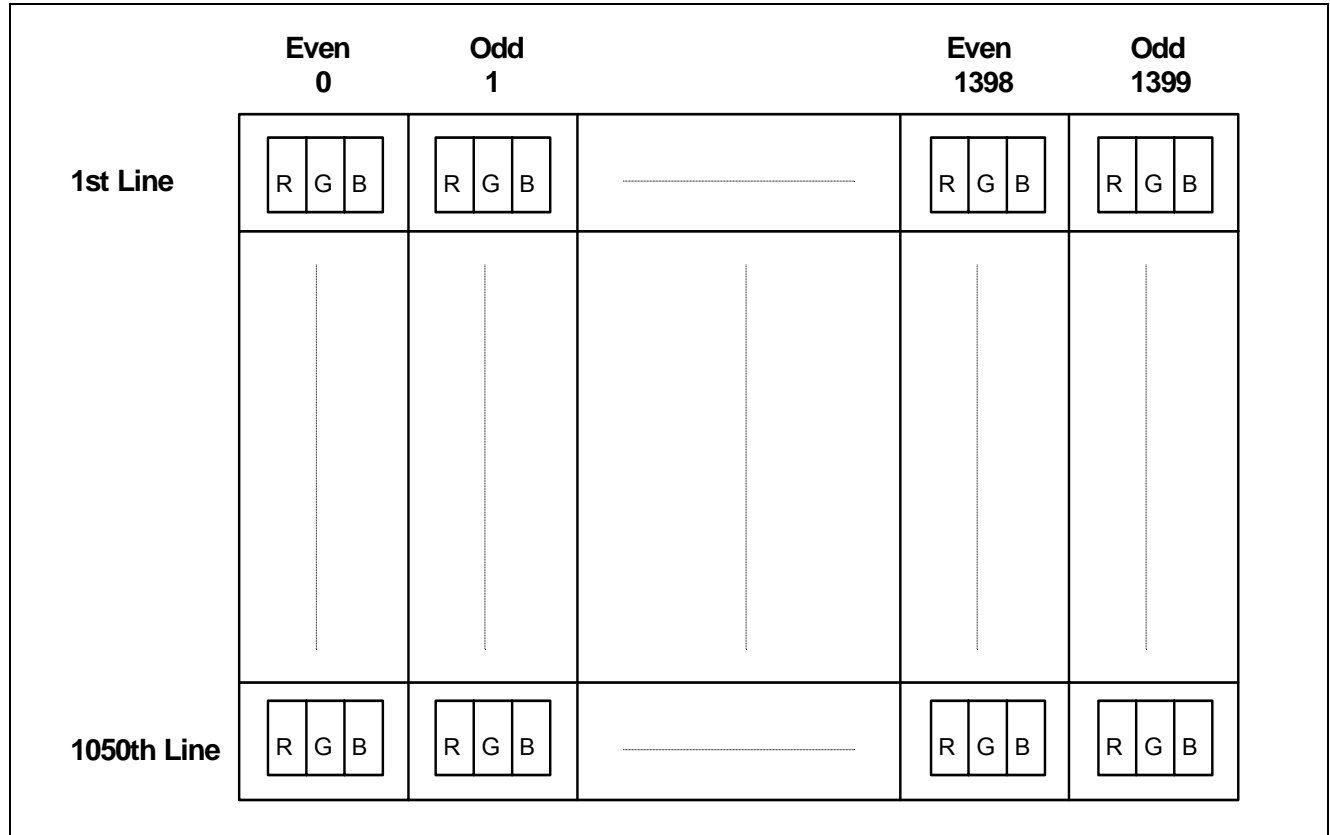 Even Odd Even Odd
0 1 1398 1399
1st Line R G B R G B R G B R G B
1050th Line R G B R G B R G B R G B